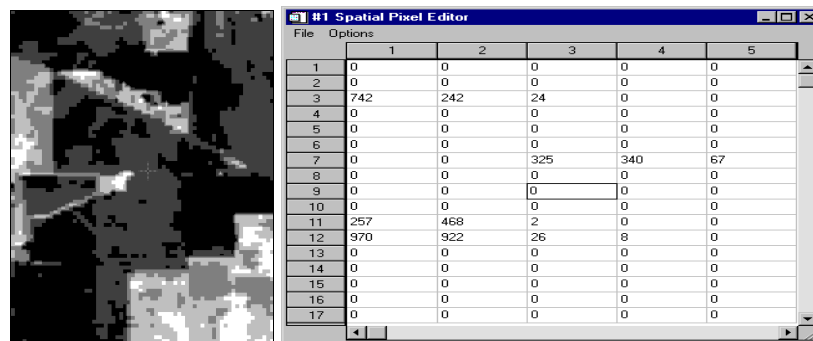 #1 Spatial Pixel Editor
File Options
1 2 3 4 5
1 0 0 0 0 0
2 0 0 0 0 0
3 742 242 24 0 0
4 0 0 0 0 0
5 0 0 0 0 0
6 0 0 0 0 0
7 0 0 325 340 67
8 0 0 0 0 0
9 0 0 0 0 0
10 0 0 0 0 0
11 257 468 2 0 0
12 970 922 26 8 0
13 0 0 0 0 0
14 0 0 0 0 0
15 0 0 0 0 0
16 0 0 0 0 0
17 0 0 0 0 0